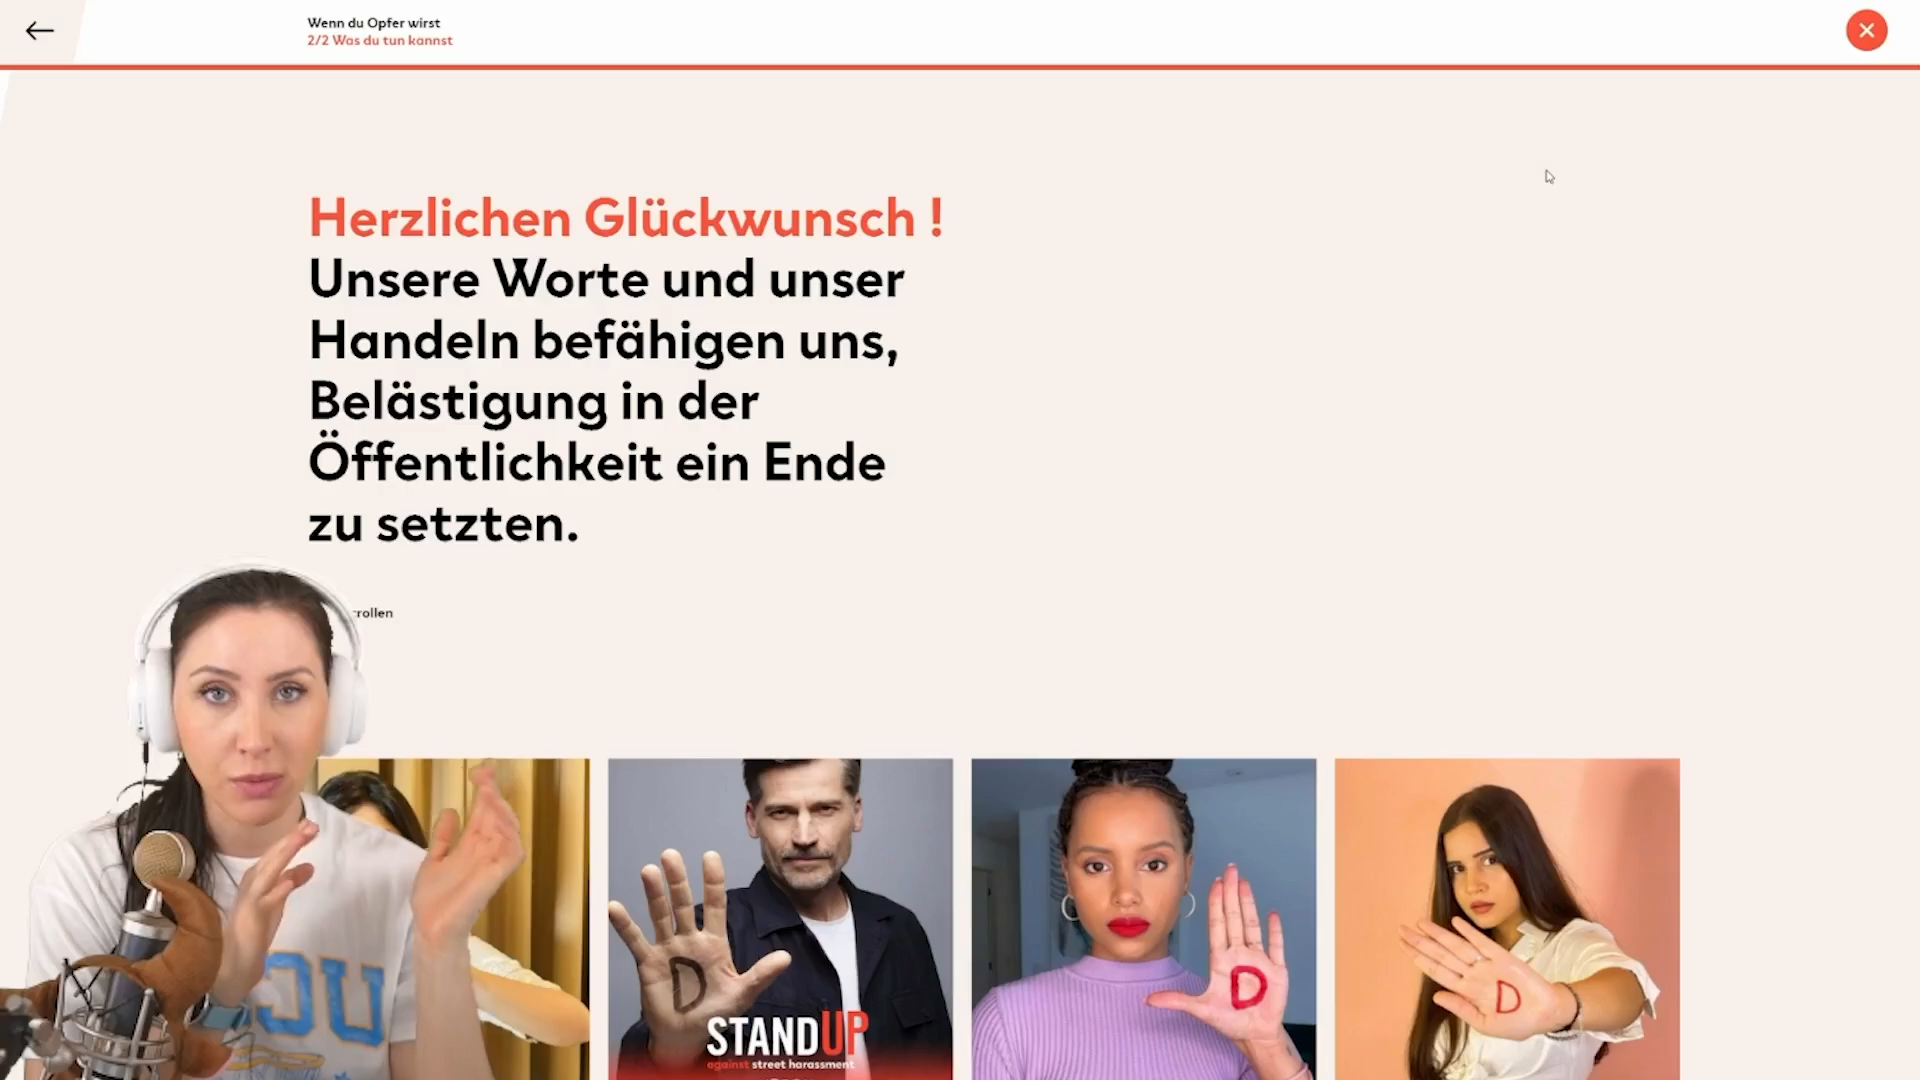 Wenn du Opfer wirst
2/2 Was du tun kannst
Herzlichen Glückwunsch !
Unsere Worte und unser
Handeln befähigen uns,
Belästigung in der
Öffentlichkeit ein Ende
zu setzten.
rollen
D
STANDUP
against street harassment
D
D